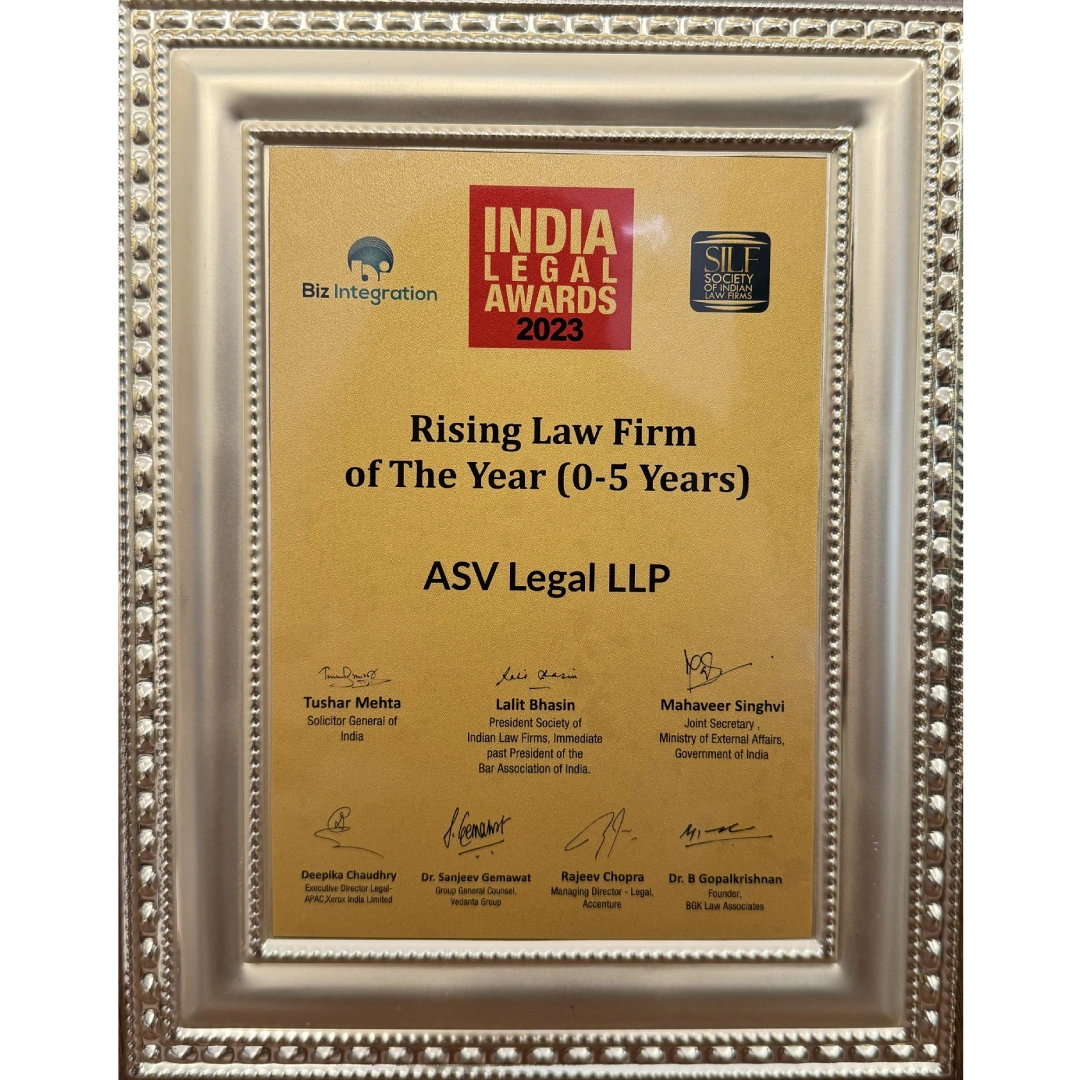 Biz Integration
INDIA
LEGAL
AWARDS
2023
SILF
SOCIETY
OF INDIAN
LAW FIRMS
Rising Law Firm
of The Year (0-5 Years)
ASV Legal LLP
Tushar Mehta
Solicitor General of
India
Lalit Bhasin
President Society of
Indian Law Firms, Immediate
past President of the
Bar Association of India.
Mahaveer Singhvi
Joint Secretary ,
Ministry of External Affairs,
Government of India
Deepika Chaudhry
Executive Director Legal-
APAC,Xerox India Limited
S. Gemawat
Dr. Sanjeev Gemawat
Group General Counsel,
Vedanta Group
Rajeev Chopra
Managing Director - Legal,
Accenture
Dr. B Gopalkrishnan
Founder,
BGK Law Associates